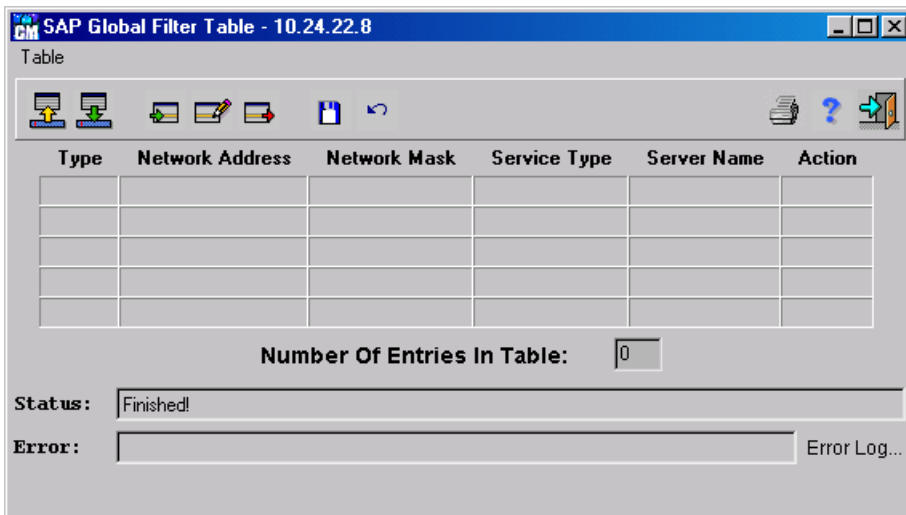 SAP Global Filter Table - 10.24.22.8
Table
Type Network Address Network Mask Service Type Server Name Action
Number Of Entries In Table: 0
Status: Finished!
Error: Error Log...